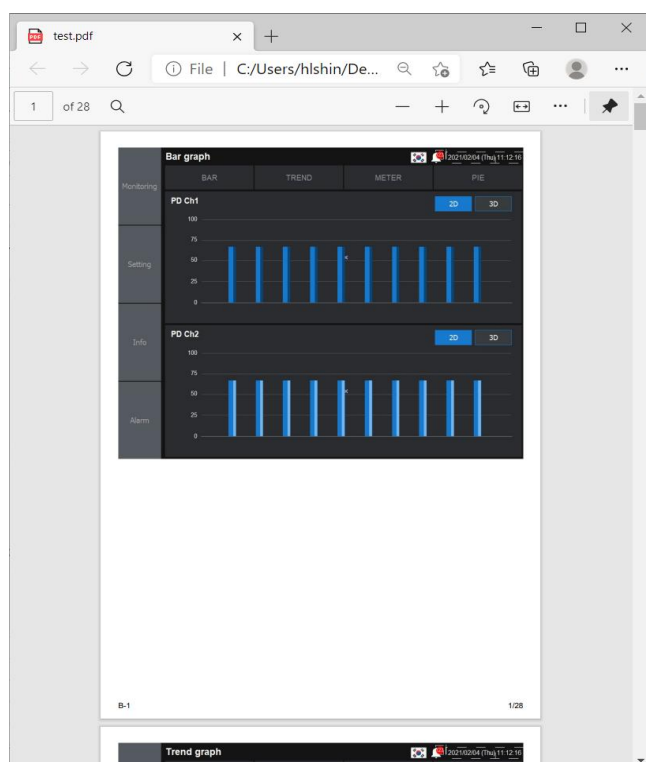 test.pdf
File | C:/Users/hlshin/De...
1 of 28
Bar graph 2021/02/04 (Thu) 11:12:16
Monitoring BAR TREND METER PIE
PD Ch1 2D 3D
100
75
Setting 50
25
0
PD Ch2 2D 3D
Info 100
75
50
Alarm 25
0
B-1 1/28
Trend graph 2021/02/04 (Thu) 11:12:16